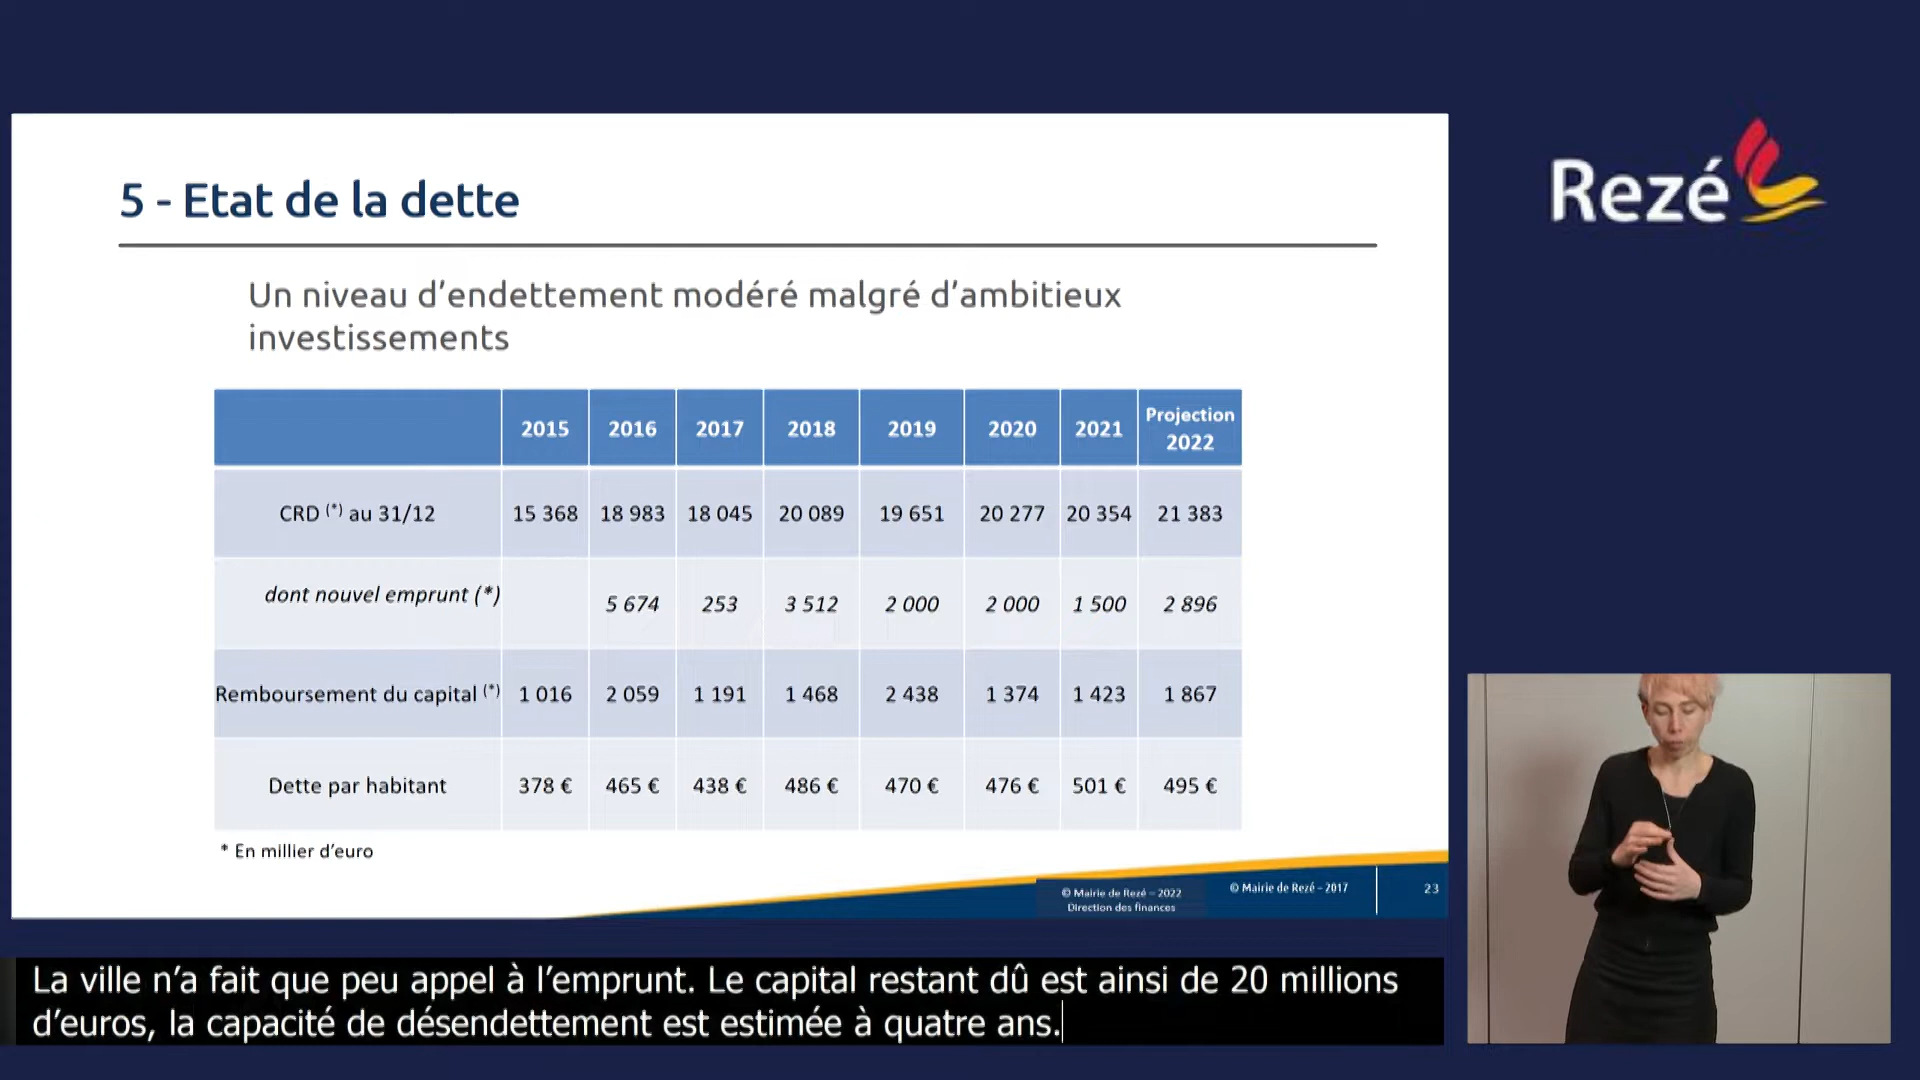 Rezé
5 - Etat de la dette
Un niveau d’endettement modéré malgré d’ambitieux
investissements
2015 2016 2017 2018 2019 2020 2021 Projection 2022
CRD (*) au 31/12 15 368 18 983 18 045 20 089 19 651 20 277 20 354 21 383
dont nouvel emprunt (*) 5 674 253 3 512 2 000 2 000 1 500 2 896
Remboursement du capital (*) 1 016 2 059 1 191 1 468 2 438 1 374 1 423 1 867
Dette par habitant 378 € 465 € 438 € 486 € 470 € 476 € 501 € 495 €
* En millier d’euro
© Mairie de Rezé – 2022
Direction des finances
© Mairie de Rezé – 2017
23
La ville n’a fait que peu appel à l’emprunt. Le capital restant dû est ainsi de 20 millions
d’euros, la capacité de désendettement est estimée à quatre ans.